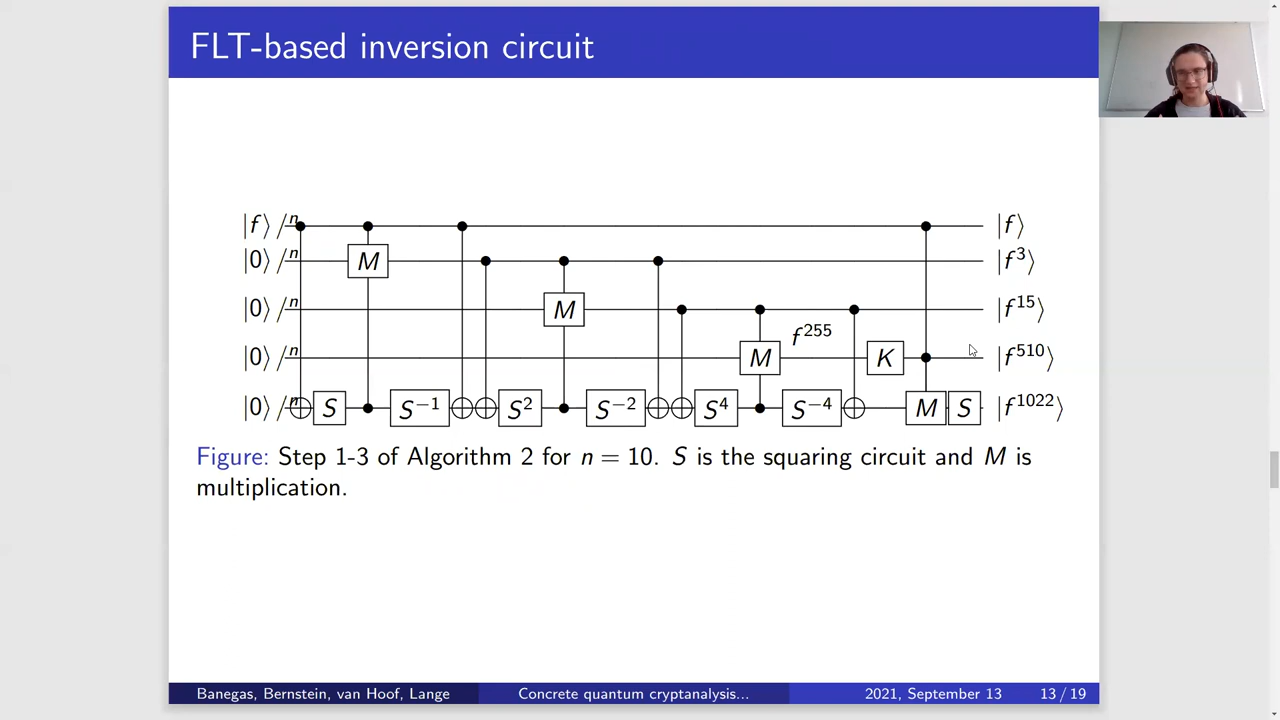 FLT-based inversion circuit
|f⟩ /ⁿ |f⟩
|0⟩ /ⁿ M |f³⟩
|0⟩ /ⁿ M |f¹⁵⟩
f²⁵⁵
|0⟩ /ⁿ M K |f⁵¹⁰⟩
|0⟩ /ⁿ S S⁻¹ S² S⁻² S⁴ S⁻⁴ M S |f¹⁰²²⟩
Figure: Step 1-3 of Algorithm 2 for n = 10. S is the squaring circuit and M is
multiplication.
Banegas, Bernstein, van Hoof, Lange Concrete quantum cryptanalysis... 2021, September 13 13 / 19